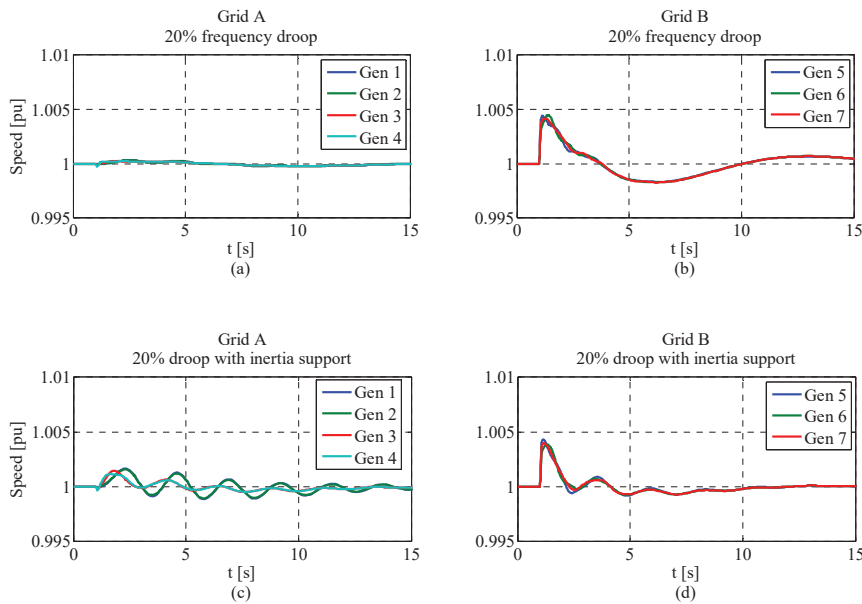 Grid A
20% frequency droop
1.01
1.005
1
0.995
Speed [pu]
Gen 1
Gen 2
Gen 3
Gen 4
0
5
10
15
t [s]
(a)
Grid B
20% frequency droop
1.01
1.005
1
0.995
Gen 5
Gen 6
Gen 7
0
5
10
15
t [s]
(b)
Grid A
20% droop with inertia support
1.01
1.005
1
0.995
Speed [pu]
Gen 1
Gen 2
Gen 3
Gen 4
0
5
10
15
t [s]
(c)
Grid B
20% droop with inertia support
1.01
1.005
1
0.995
Gen 5
Gen 6
Gen 7
0
5
10
15
t [s]
(d)